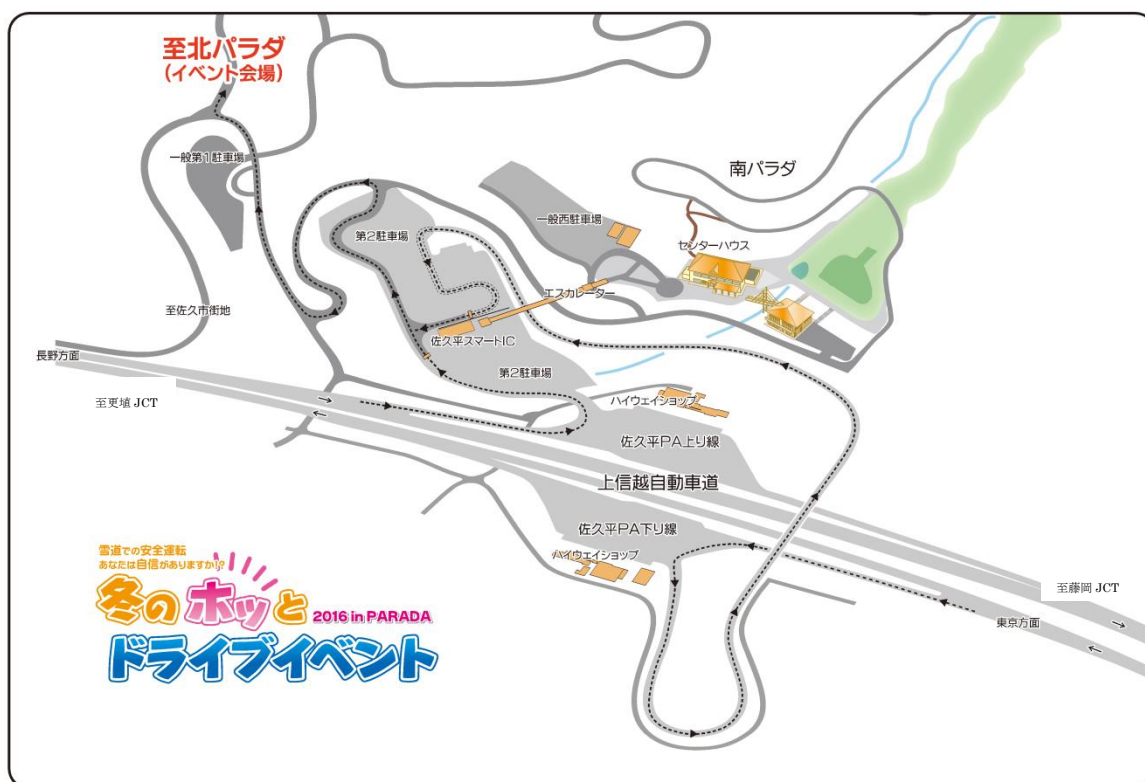 至北パラダ
（イベント会場）
一般第1駐車場
南パラダ
一般西駐車場
第2駐車場
センターハウス
エスカレーター
至佐久市街地
佐久平スマートIC
長野方面
第2駐車場
至更埴 JCT
ハイウェイショップ
佐久平PA上り線
上信越自動車道
佐久平PA下り線
ハイウェイショップ
至藤岡 JCT
東京方面
雪道での安全運転
あなたは自信がありますか!?
冬のホッと
2016 in PARADA
ドライブイベント